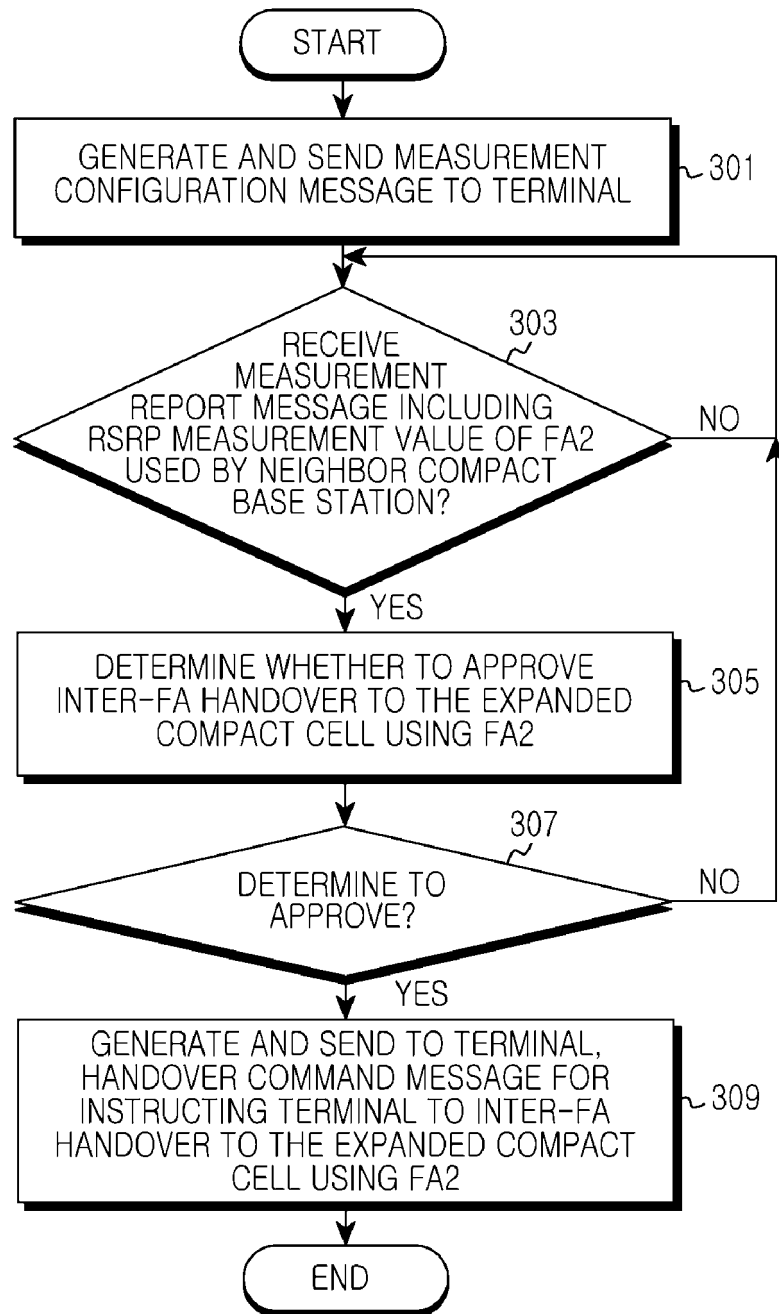 START
GENERATE AND SEND MEASUREMENT
CONFIGURATION MESSAGE TO TERMINAL
301
303
RECEIVE
MEASUREMENT
REPORT MESSAGE INCLUDING
RSRP MEASUREMENT VALUE OF FA2
USED BY NEIGHBOR COMPACT
BASE STATION?
NO
YES
DETERMINE WHETHER TO APPROVE
INTER-FA HANDOVER TO THE EXPANDED
COMPACT CELL USING FA2
305
307
DETERMINE TO
APPROVE?
NO
YES
GENERATE AND SEND TO TERMINAL,
HANDOVER COMMAND MESSAGE FOR
INSTRUCTING TERMINAL TO INTER-FA
HANDOVER TO THE EXPANDED COMPACT
CELL USING FA2
309
END